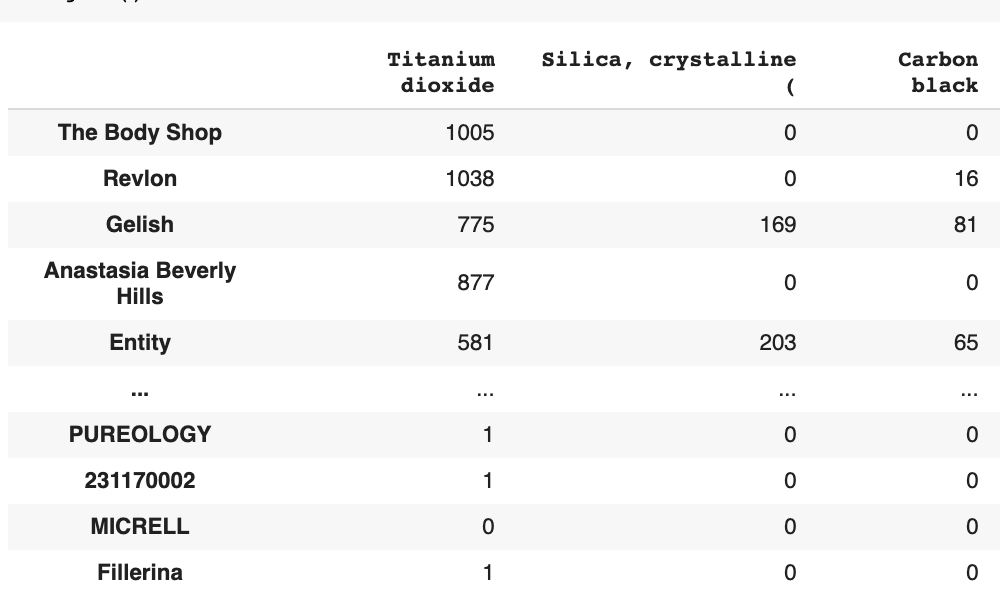 Titanium dioxide Silica, crystalline ( Carbon black
The Body Shop 1005 0 0
Revlon 1038 0 16
Gelish 775 169 81
Anastasia Beverly Hills 877 0 0
Entity 581 203 65
... ... ... ...
PUREOLOGY 1 0 0
231170002 1 0 0
MICRELL 0 0 0
Fillerina 1 0 0